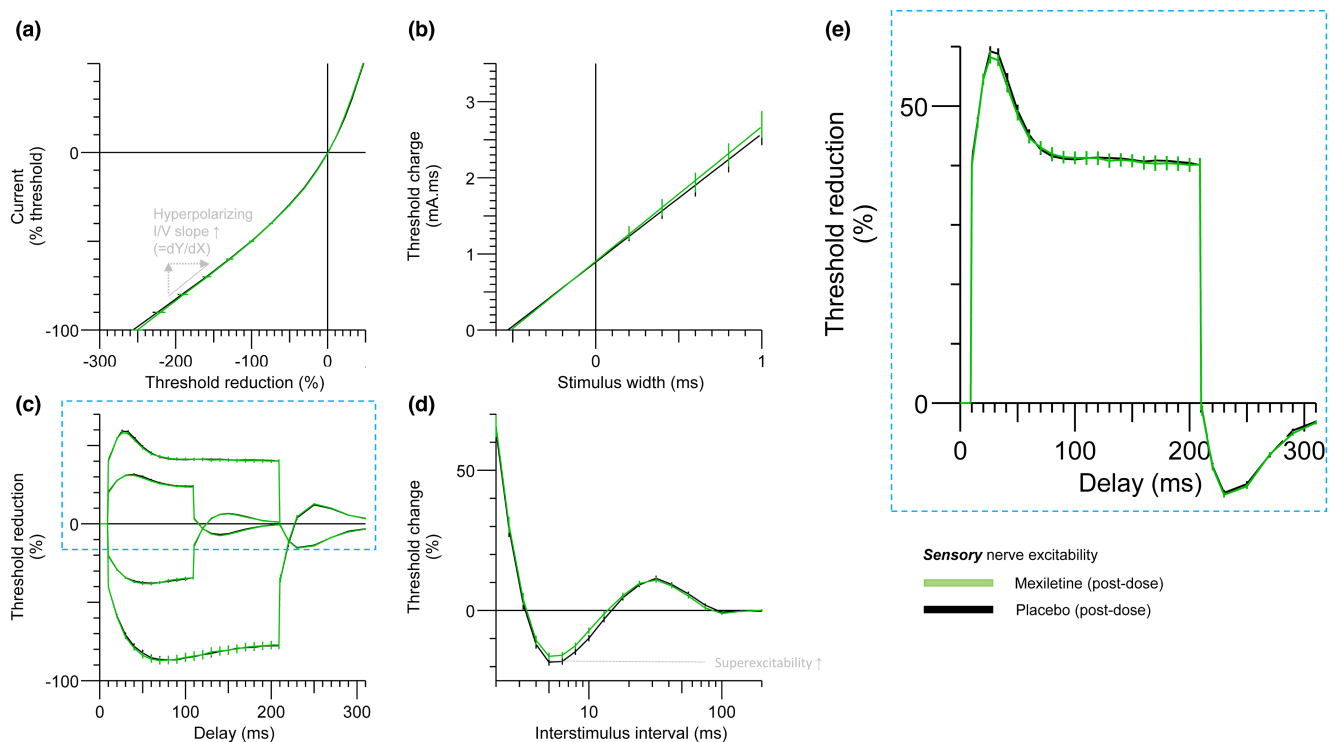 (a)
Current
(% threshold)
0
-100
Hyperpolarizing
I/V slope ↑
(=dY/dX)
-300
-200
-100
0
Threshold reduction (%)
(b)
Threshold charge
(mA.ms)
3
2
1
0
0
1
Stimulus width (ms)
(c)
Threshold reduction
(%)
0
-100
0
100
200
300
Delay (ms)
(d)
Threshold change
(%)
50
0
Superexcitability ↑
10
100
Interstimulus interval (ms)
(e)
Threshold reduction
(%)
50
0
0
100
200
300
Delay (ms)
Sensory nerve excitability
Mexiletine (post-dose)
Placebo (post-dose)